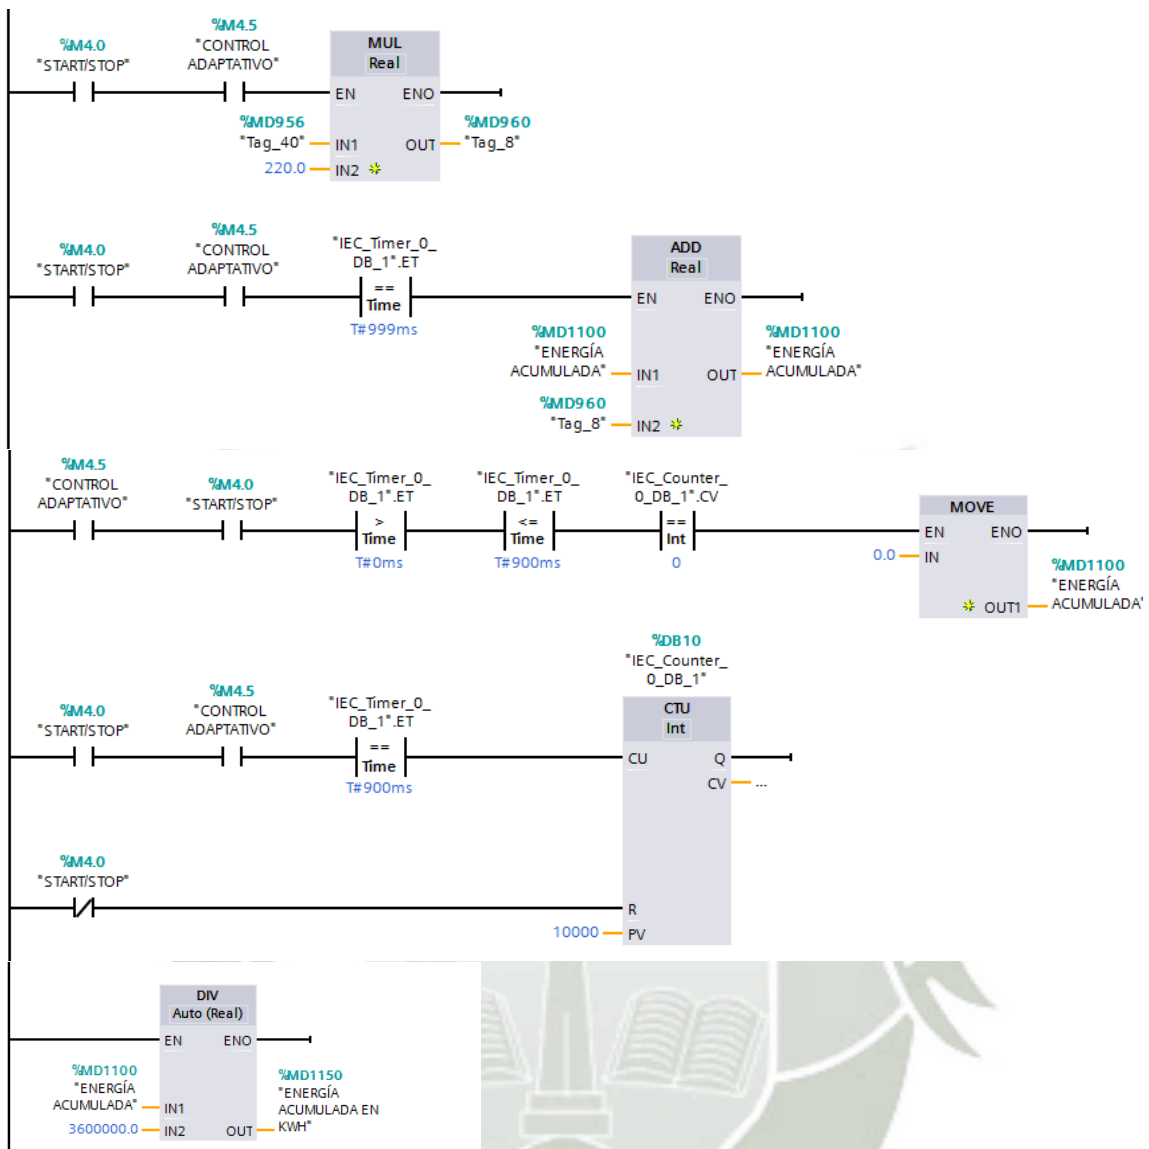 %M4.0
"START/STOP"
%M4.5
"CONTROL
ADAPTATIVO"
MUL
Real
EN
ENO
%MD956
"Tag_40"
IN1
OUT
%MD960
"Tag_8"
220.0
IN2
%M4.0
"START/STOP"
%M4.5
"CONTROL
ADAPTATIVO"
"IEC_Timer_0_
DB_1".ET
==
Time
T#999ms
ADD
Real
EN
ENO
%MD1100
"ENERGÍA
ACUMULADA"
IN1
OUT
%MD1100
"ENERGÍA
ACUMULADA"
%MD960
"Tag_8"
IN2
%M4.5
"CONTROL
ADAPTATIVO"
%M4.0
"START/STOP"
"IEC_Timer_0_
DB_1".ET
>
Time
T#0ms
"IEC_Timer_0_
DB_1".ET
<=
Time
T#900ms
"IEC_Counter_
0_DB_1".CV
==
Int
0
MOVE
EN
ENO
0.0
IN
OUT1
%MD1100
"ENERGÍA
ACUMULADA"
%M4.0
"START/STOP"
%M4.5
"CONTROL
ADAPTATIVO"
"IEC_Timer_0_
DB_1".ET
==
Time
T#900ms
%DB10
"IEC_Counter_
0_DB_1"
CTU
Int
CU
Q
CV
...
%M4.0
"START/STOP"
R
10000
PV
DIV
Auto (Real)
EN
ENO
%MD1100
"ENERGÍA
ACUMULADA"
IN1
3600000.0
IN2
OUT
%MD1150
"ENERGÍA
ACUMULADA EN
KWH"